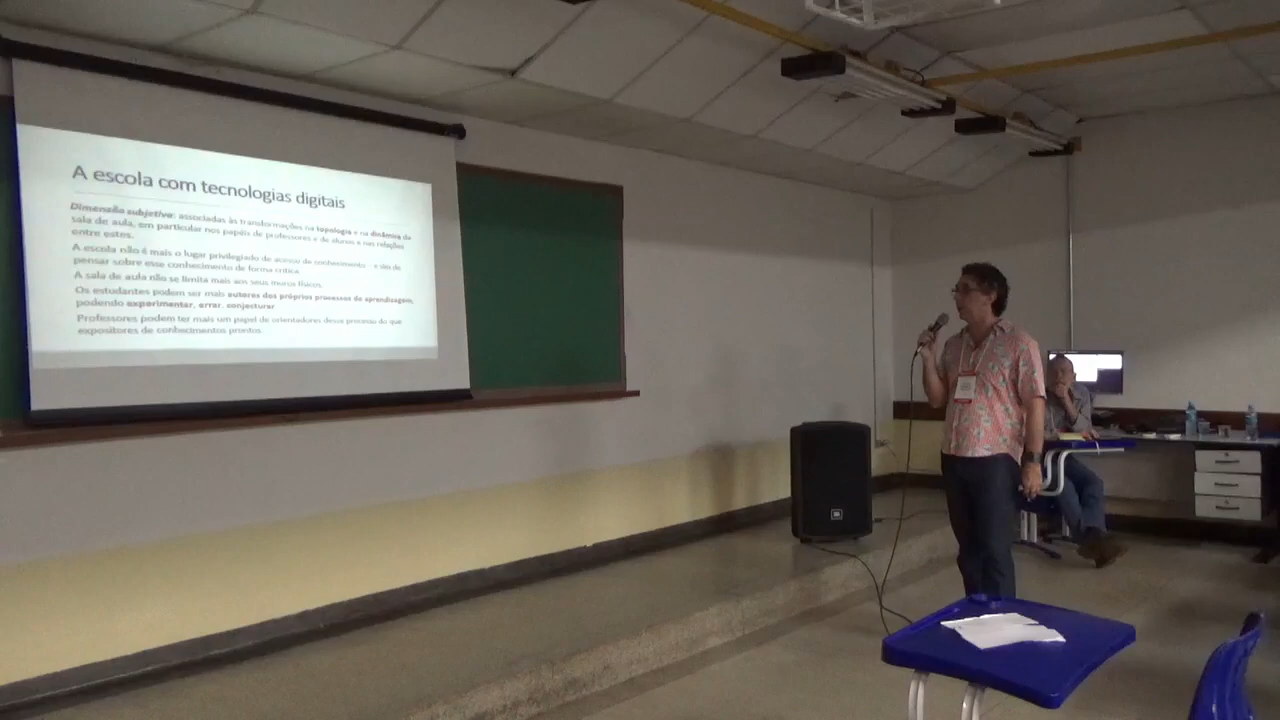 A escola com tecnologias digitais
Dimensão subjetiva: associadas às transformações na topologia e na dinâmica da
sala de aula, em particular nos papéis de professores e de alunos e nas relações
entre estes.
A escola não é mais o lugar privilegiado de acesso de conhecimento – e sim de
pensar sobre esse conhecimento de forma crítica.
A sala de aula não se limita mais aos seus muros físicos.
Os estudantes podem ser mais autores dos próprios processos de aprendizagem,
podendo experimentar, errar, conjecturar.
Professores podem ter mais um papel de orientadores desse processo do que
expositores de conhecimentos prontos.